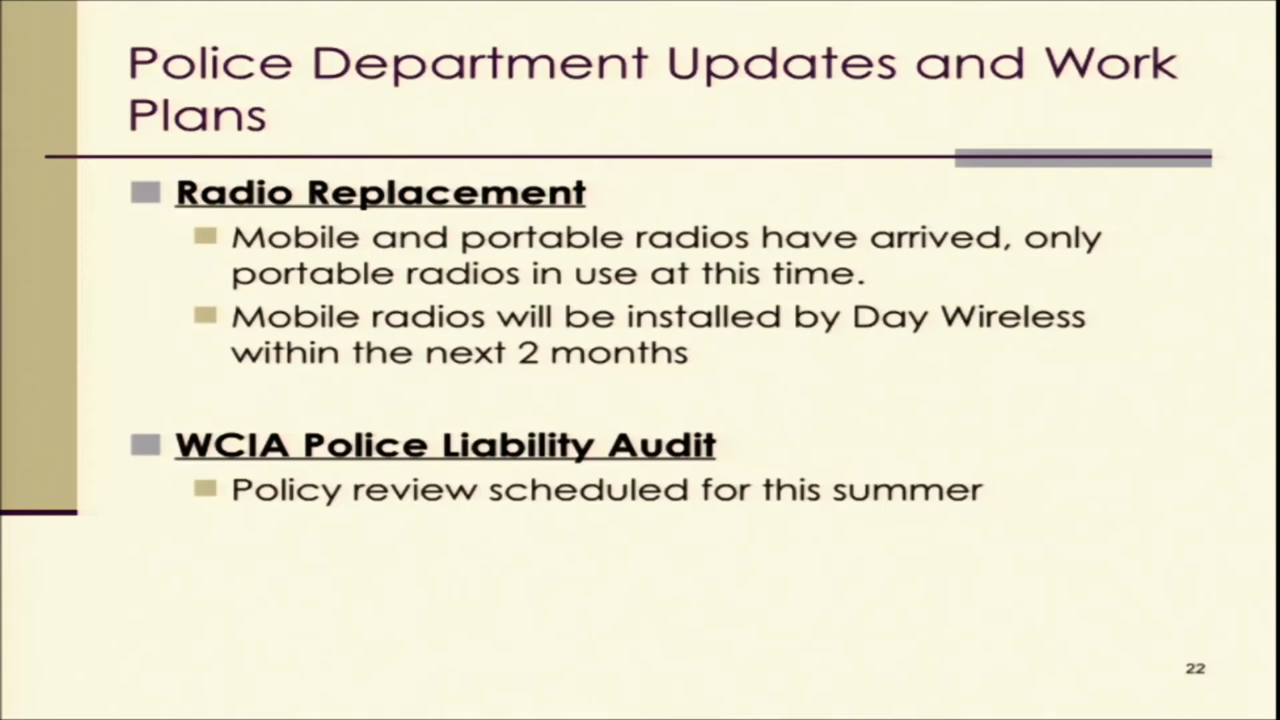 Police Department Updates and Work
Plans
Radio Replacement
Mobile and portable radios have arrived, only
portable radios in use at this time.
Mobile radios will be installed by Day Wireless
within the next 2 months
WCIA Police Liability Audit
Policy review scheduled for this summer
22